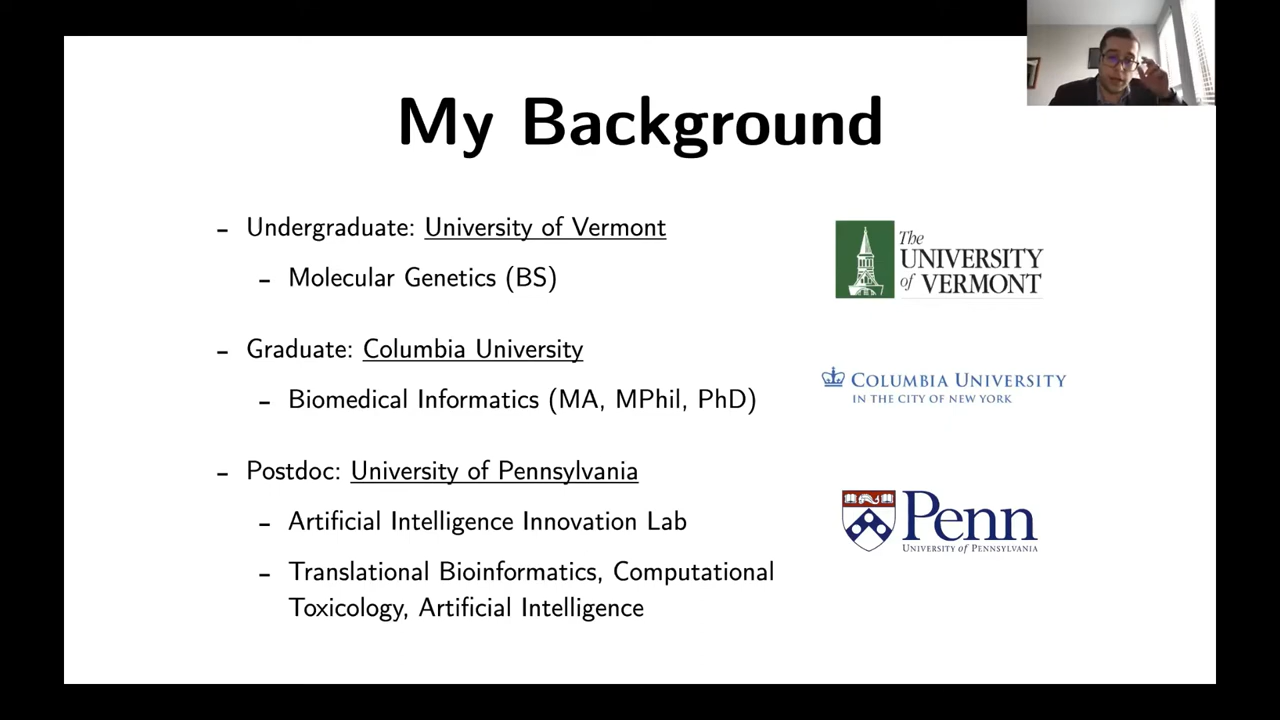 My Background
- Undergraduate: University of Vermont
- Molecular Genetics (BS)
The
UNIVERSITY
of VERMONT
- Graduate: Columbia University
- Biomedical Informatics (MA, MPhil, PhD)
COLUMBIA UNIVERSITY
IN THE CITY OF NEW YORK
- Postdoc: University of Pennsylvania
- Artificial Intelligence Innovation Lab
- Translational Bioinformatics, Computational
Toxicology, Artificial Intelligence
Penn
UNIVERSITY of PENNSYLVANIA